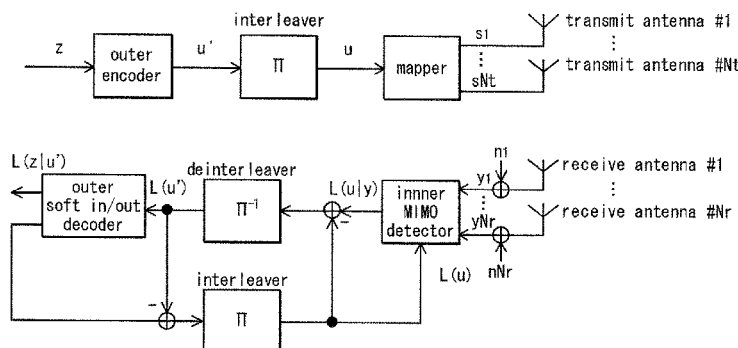 interleaver
z
outer
encoder
u'
Π
u
mapper
s1
⋮
sNt
transmit antenna #1
⋮
transmit antenna #Nt
L(z|u')
outer
soft in/out
decoder
L(u')
deinterleaver
Π-1
L(u|y)
-
innner
MIMO
detector
y1
⋮
yNr
n1
nNr
receive antenna #1
⋮
receive antenna #Nr
L(u)
-
interleaver
Π